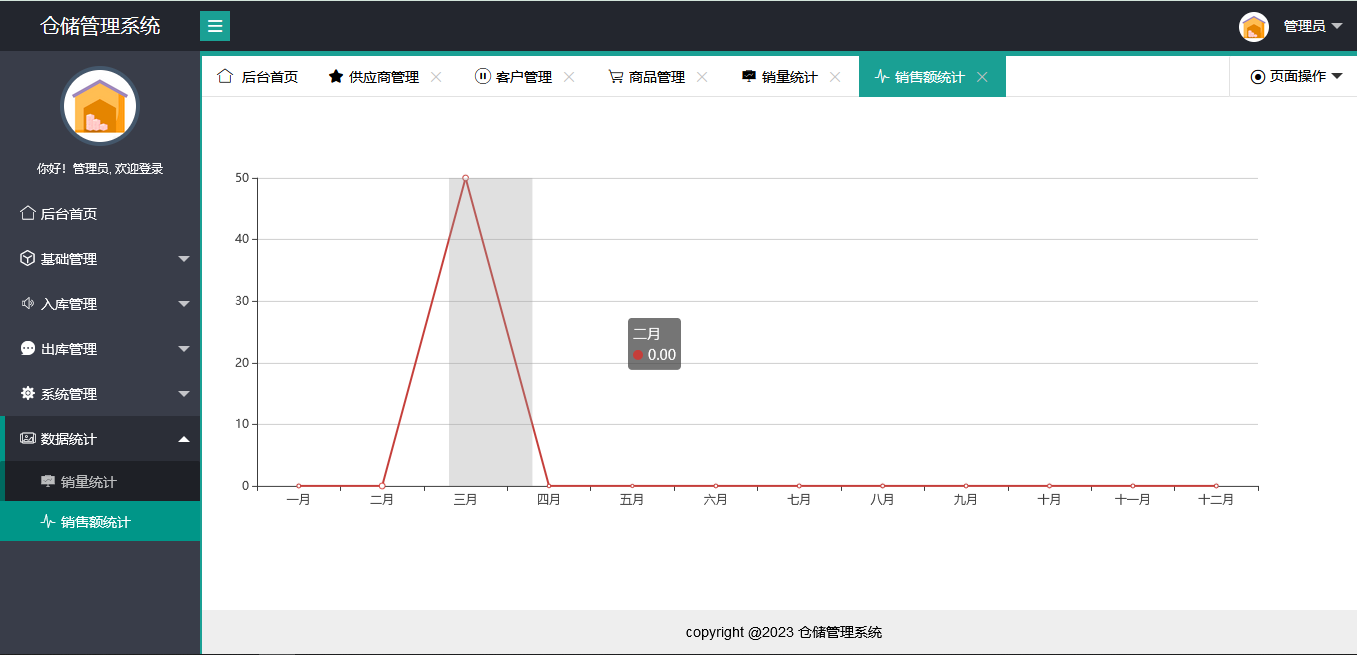 仓储管理系统
管理员
你好！管理员, 欢迎登录
后台首页
基础管理
入库管理
出库管理
系统管理
数据统计
销量统计
销售额统计
后台首页
供应商管理
客户管理
商品管理
销量统计
销售额统计
页面操作
50
40
30
20
10
0
二月
0.00
一月 二月 三月 四月 五月 六月 七月 八月 九月 十月 十一月 十二月
copyright @2023 仓储管理系统